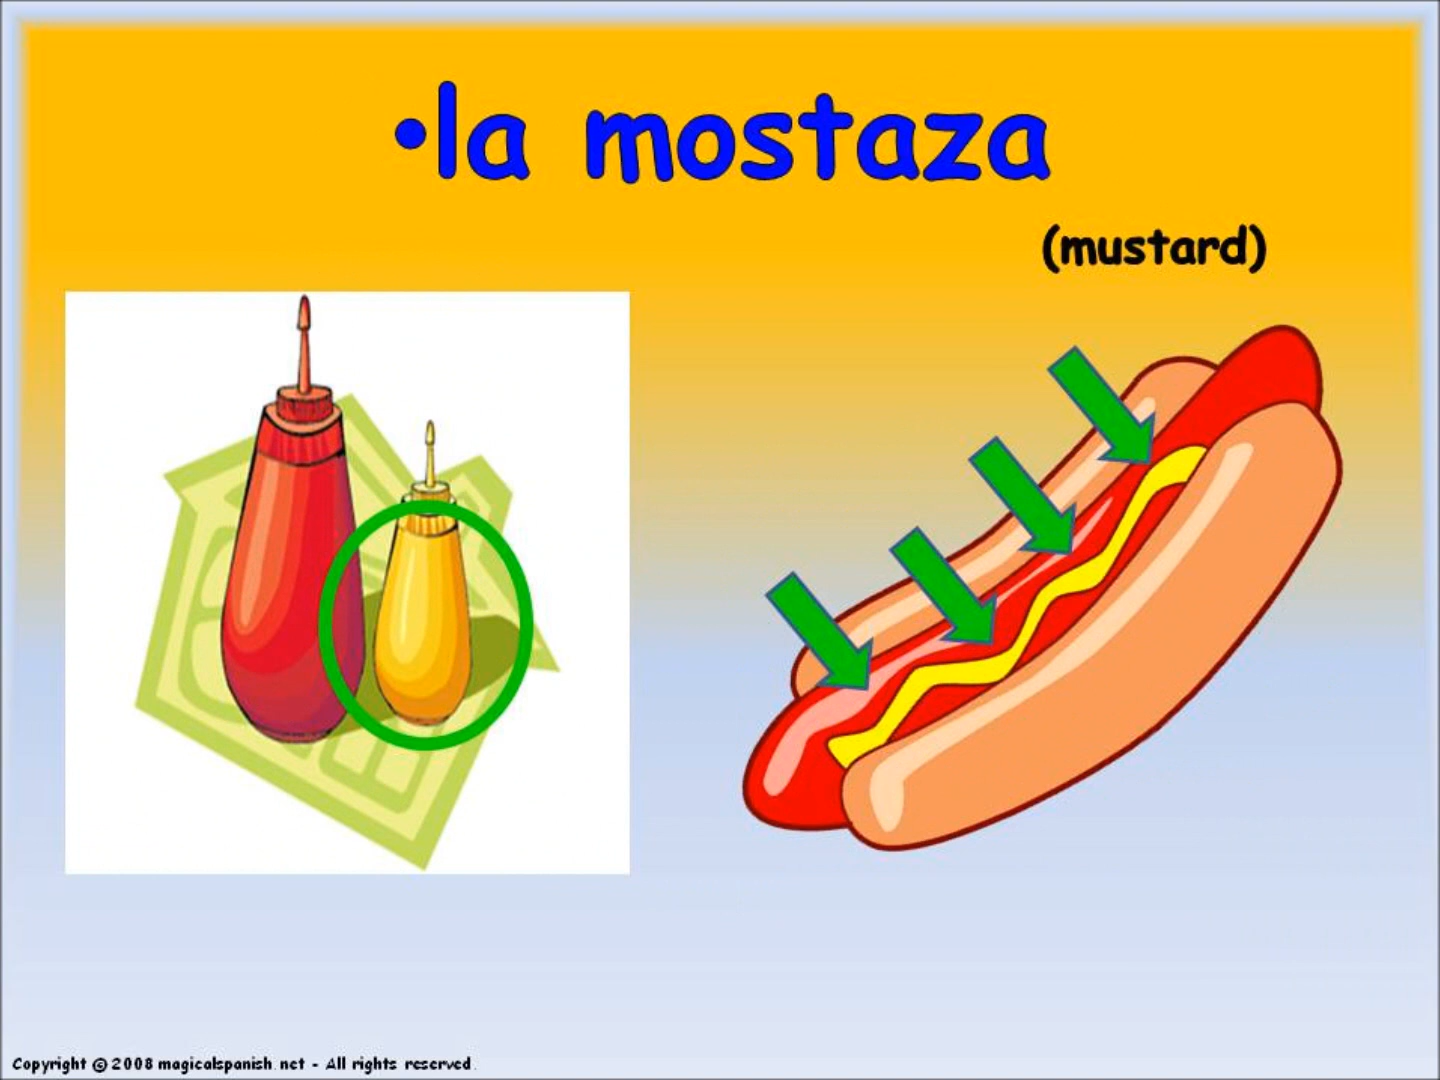 •la mostaza
(mustard)
Copyright © 2008 magicalspanish.net - All rights reserved.